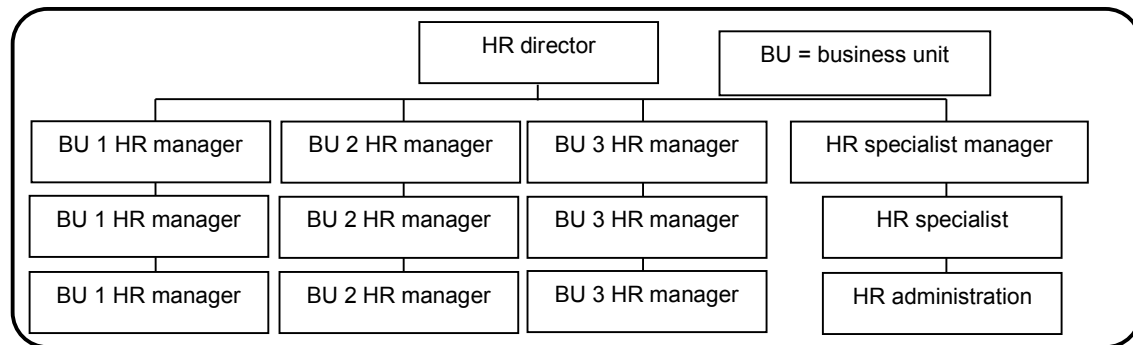 HR director
BU = business unit
BU 1 HR manager
BU 2 HR manager
BU 3 HR manager
HR specialist manager
BU 1 HR manager
BU 2 HR manager
BU 3 HR manager
HR specialist
BU 1 HR manager
BU 2 HR manager
BU 3 HR manager
HR administration